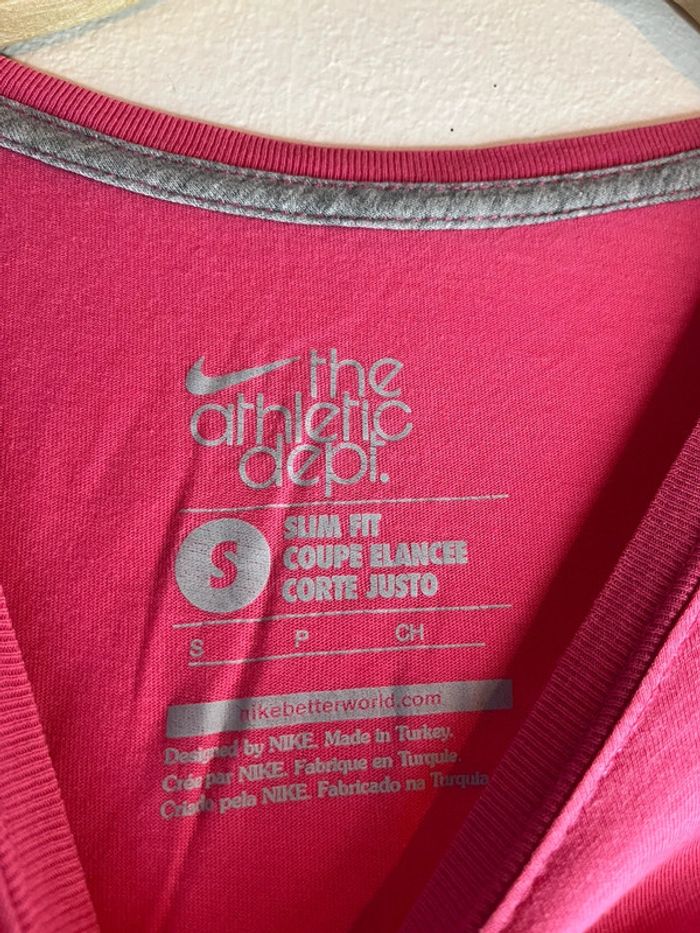 the
athletic
dept.
S
SLIM FIT
COUPE ELANCEE
CORTE JUSTO
S P CH
nikebetterworld.com
Designed by NIKE. Made in Turkey.
Créé par NIKE. Fabrique en Turquie.
Criado pela NIKE. Fabricado na Turquia